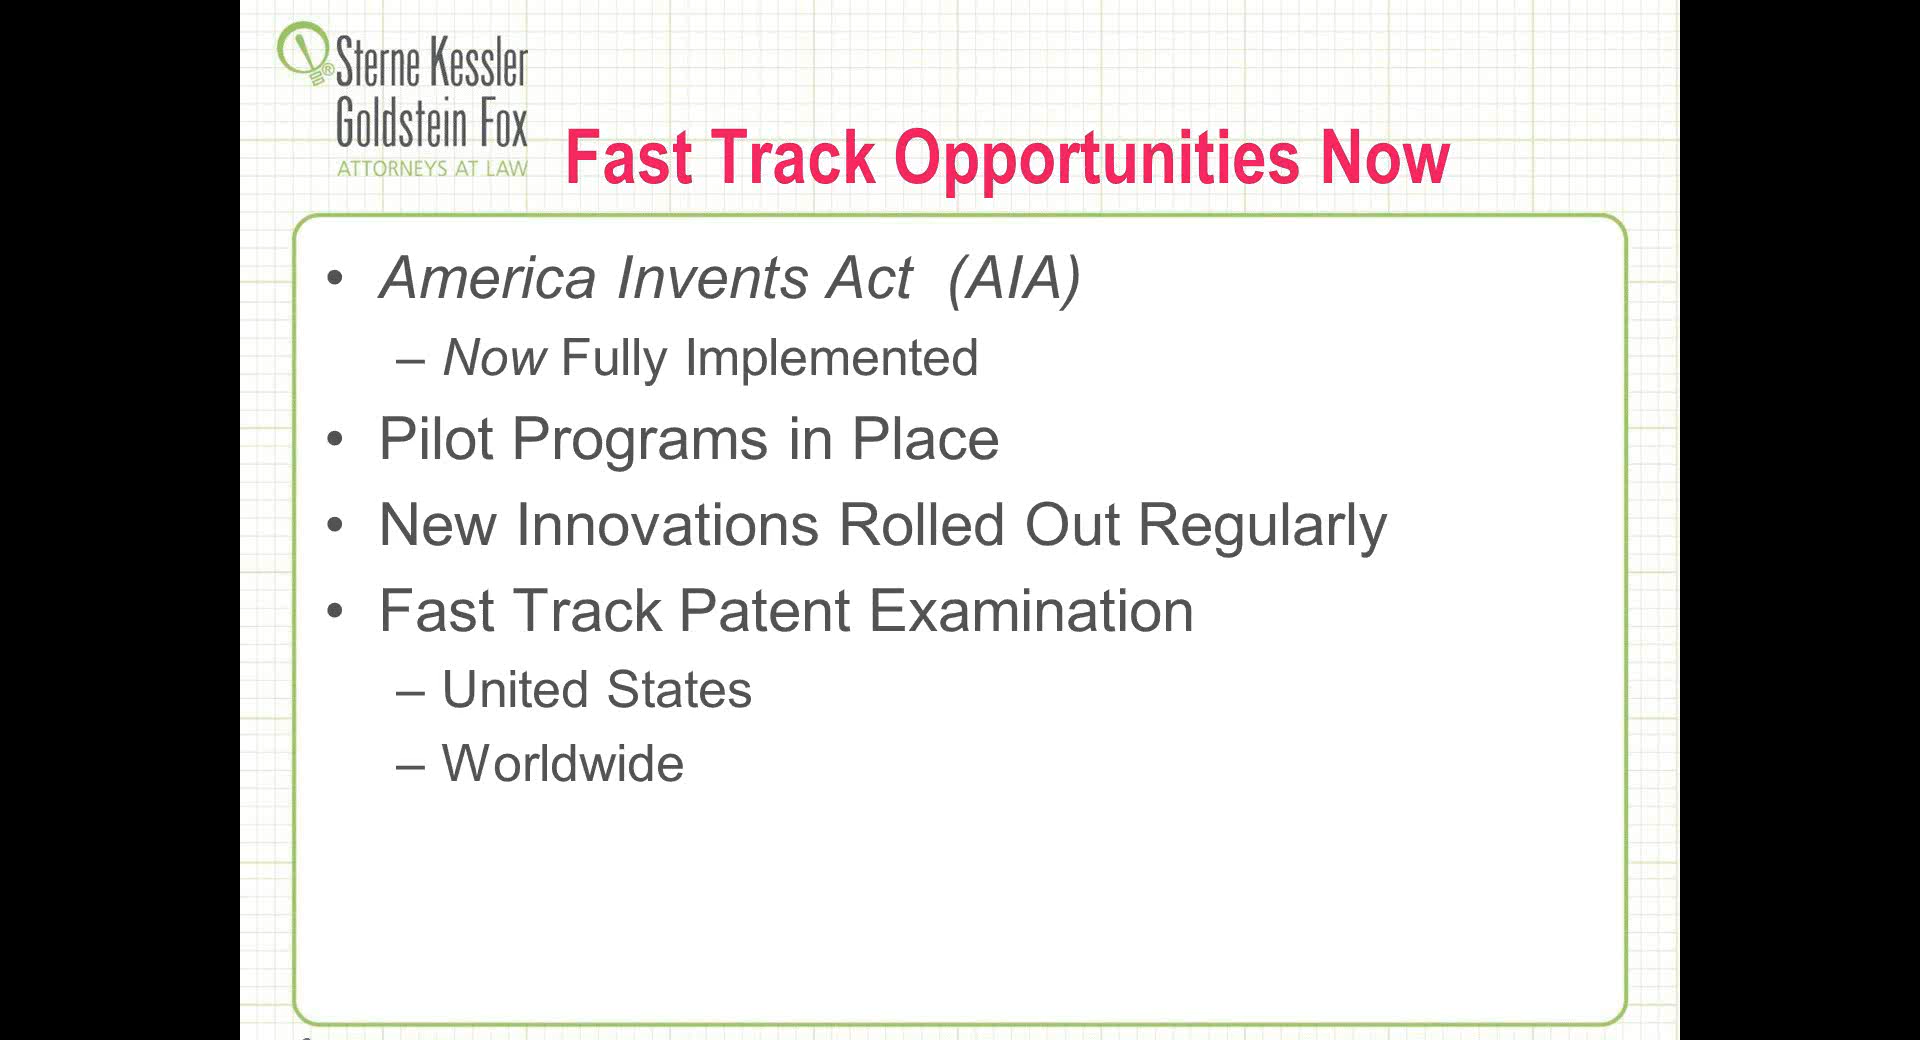 Sterne Kessler
Goldstein Fox
ATTORNEYS AT LAW
Fast Track Opportunities Now
• America Invents Act (AIA)
– Now Fully Implemented
• Pilot Programs in Place
• New Innovations Rolled Out Regularly
• Fast Track Patent Examination
– United States
– Worldwide